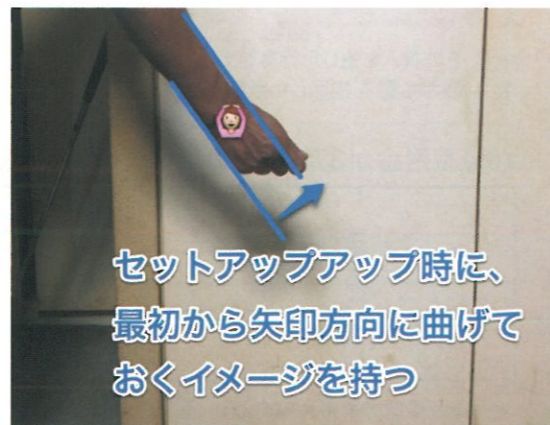 セットアップアップ時に、
最初から矢印方向に曲げて
おくイメージを持つ